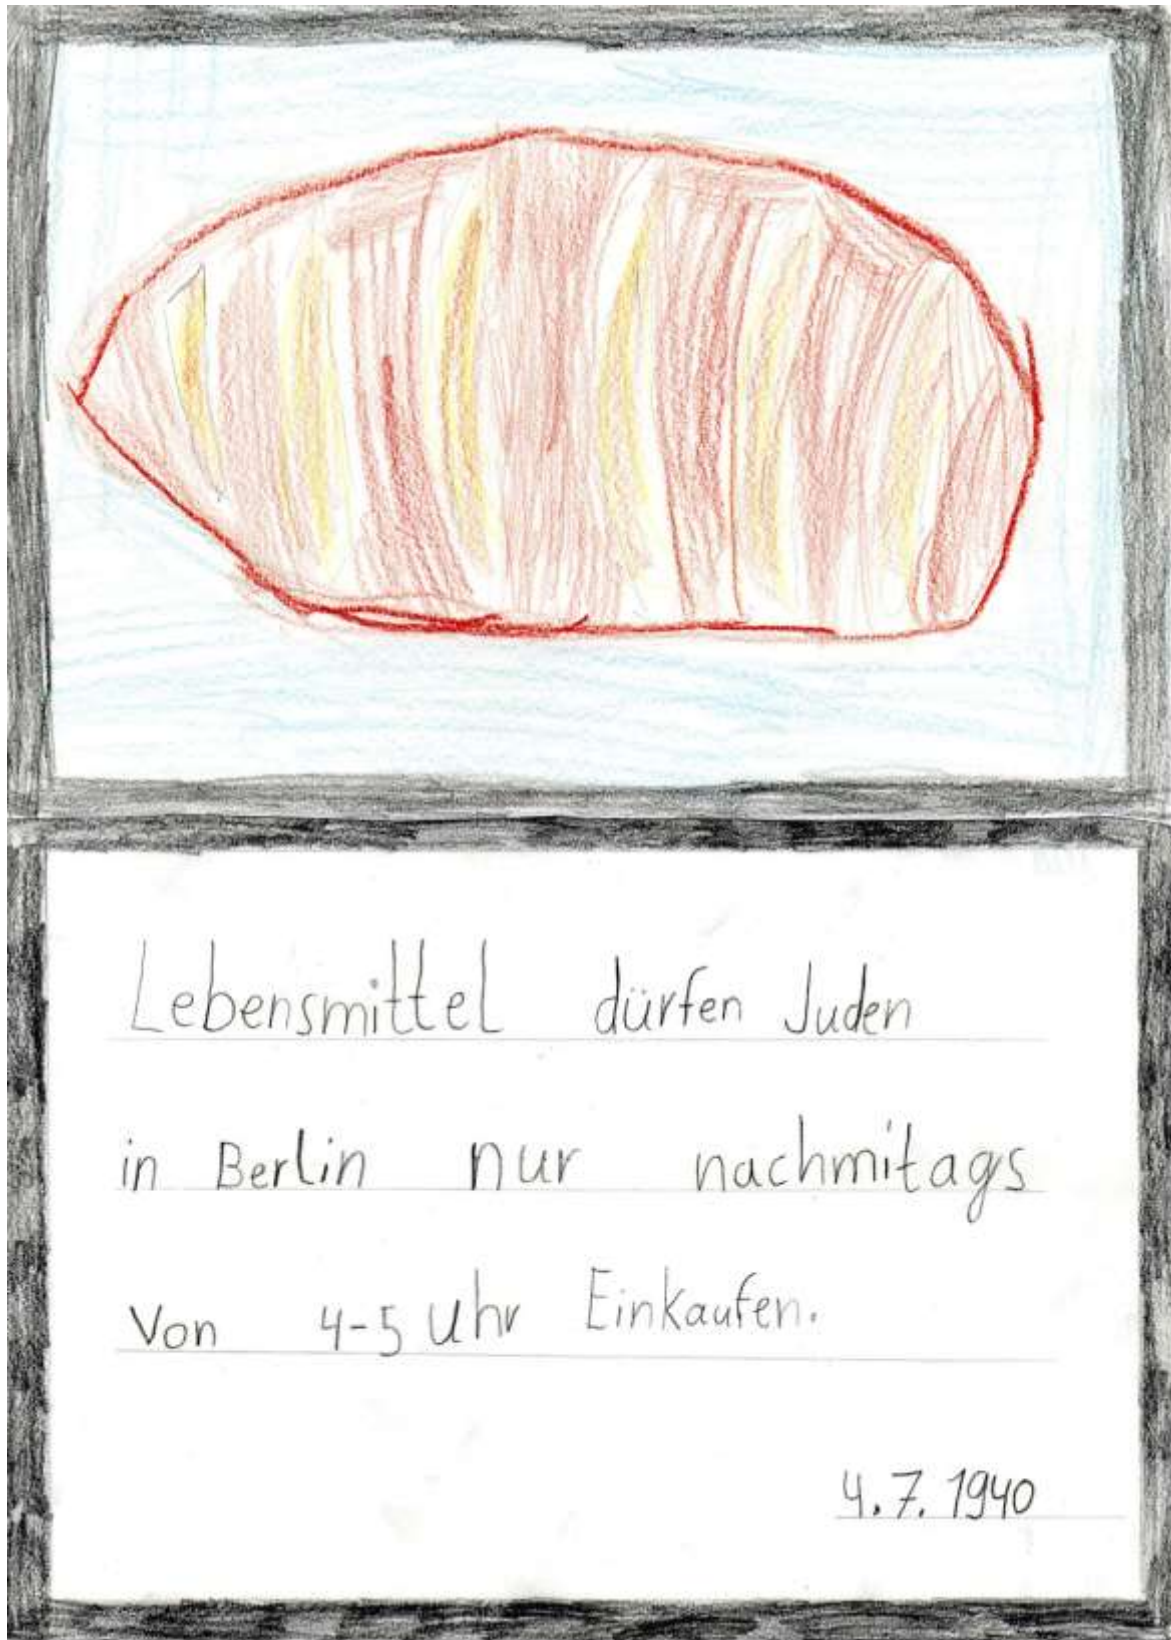 Lebensmittel dürfen Juden
in Berlin nur nachmitags
Von 4-5 Uhr Einkaufen.
4.7.1940